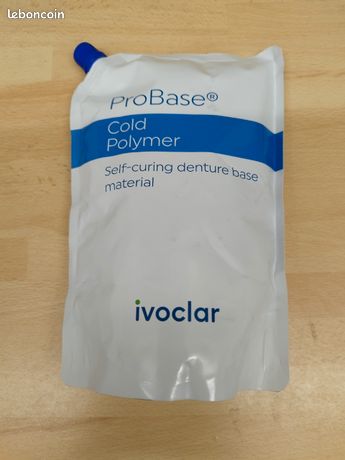 leboncoin
ProBase®
Cold
Polymer
Self-curing denture base
material
ivoclar